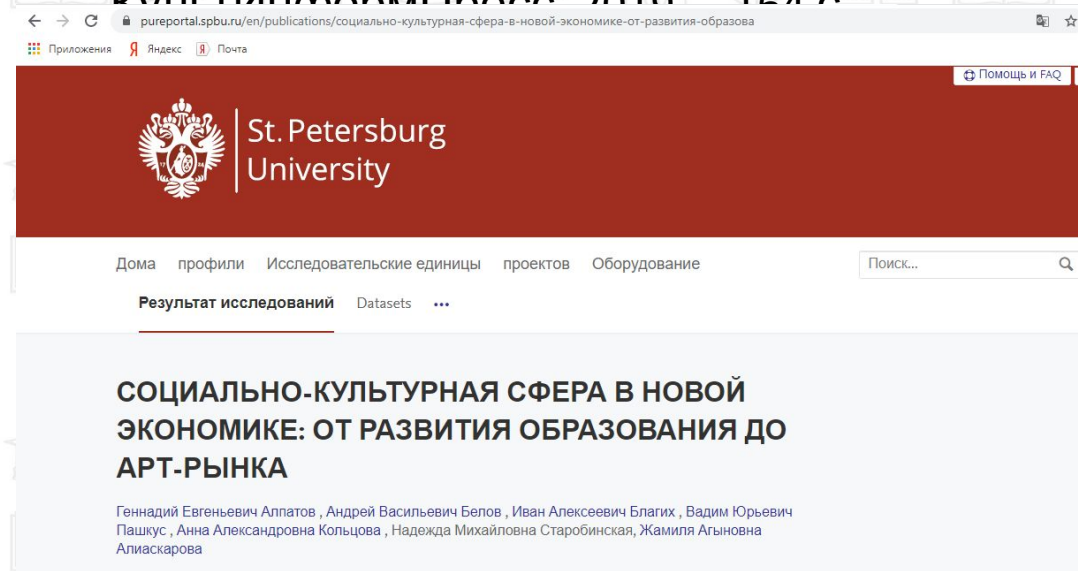 pureportal.spbu.ru/en/publications/социально-культурная-сфера-в-новой-экономике-от-развития-образова
Приложения Яндекс Почта
Помощь и FAQ
St. Petersburg
University
Дома профили Исследовательские единицы проектов Оборудование
Поиск...
Результат исследований Datasets ...
СОЦИАЛЬНО-КУЛЬТУРНАЯ СФЕРА В НОВОЙ
ЭКОНОМИКЕ: ОТ РАЗВИТИЯ ОБРАЗОВАНИЯ ДО
АРТ-РЫНКА
Геннадий Евгеньевич Алпатов , Андрей Васильевич Белов , Иван Алексеевич Благих , Вадим Юрьевич
Пашкус , Анна Александровна Кольцова , Надежда Михайловна Старобинская, Жамиля Агыновна
Алиаскарова